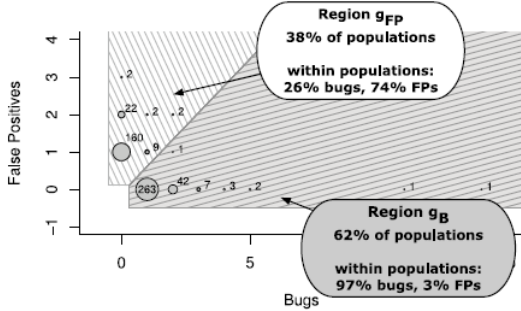 Region gFP
38% of populations
within populations:
26% bugs, 74% FPs
False Positives
4
3
2
1
0
−1
2
22
2
2
160
9
1
263
42
7
3
2
1
1
Region gB
62% of populations
within populations:
97% bugs, 3% FPs
0
5
Bugs